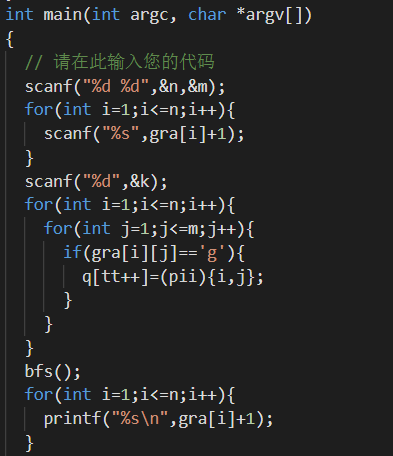 int main(int argc, char *argv[])
{
  // 请在此输入您的代码
  scanf("%d %d",&n,&m);
  for(int i=1;i<=n;i++){
    scanf("%s",gra[i]+1);
  }
  scanf("%d",&k);
  for(int i=1;i<=n;i++){
    for(int j=1;j<=m;j++){
      if(gra[i][j]=='g'){
        q[tt++]=(pii){i,j};
      }
    }
  }
  bfs();
  for(int i=1;i<=n;i++){
    printf("%s\n",gra[i]+1);
  }